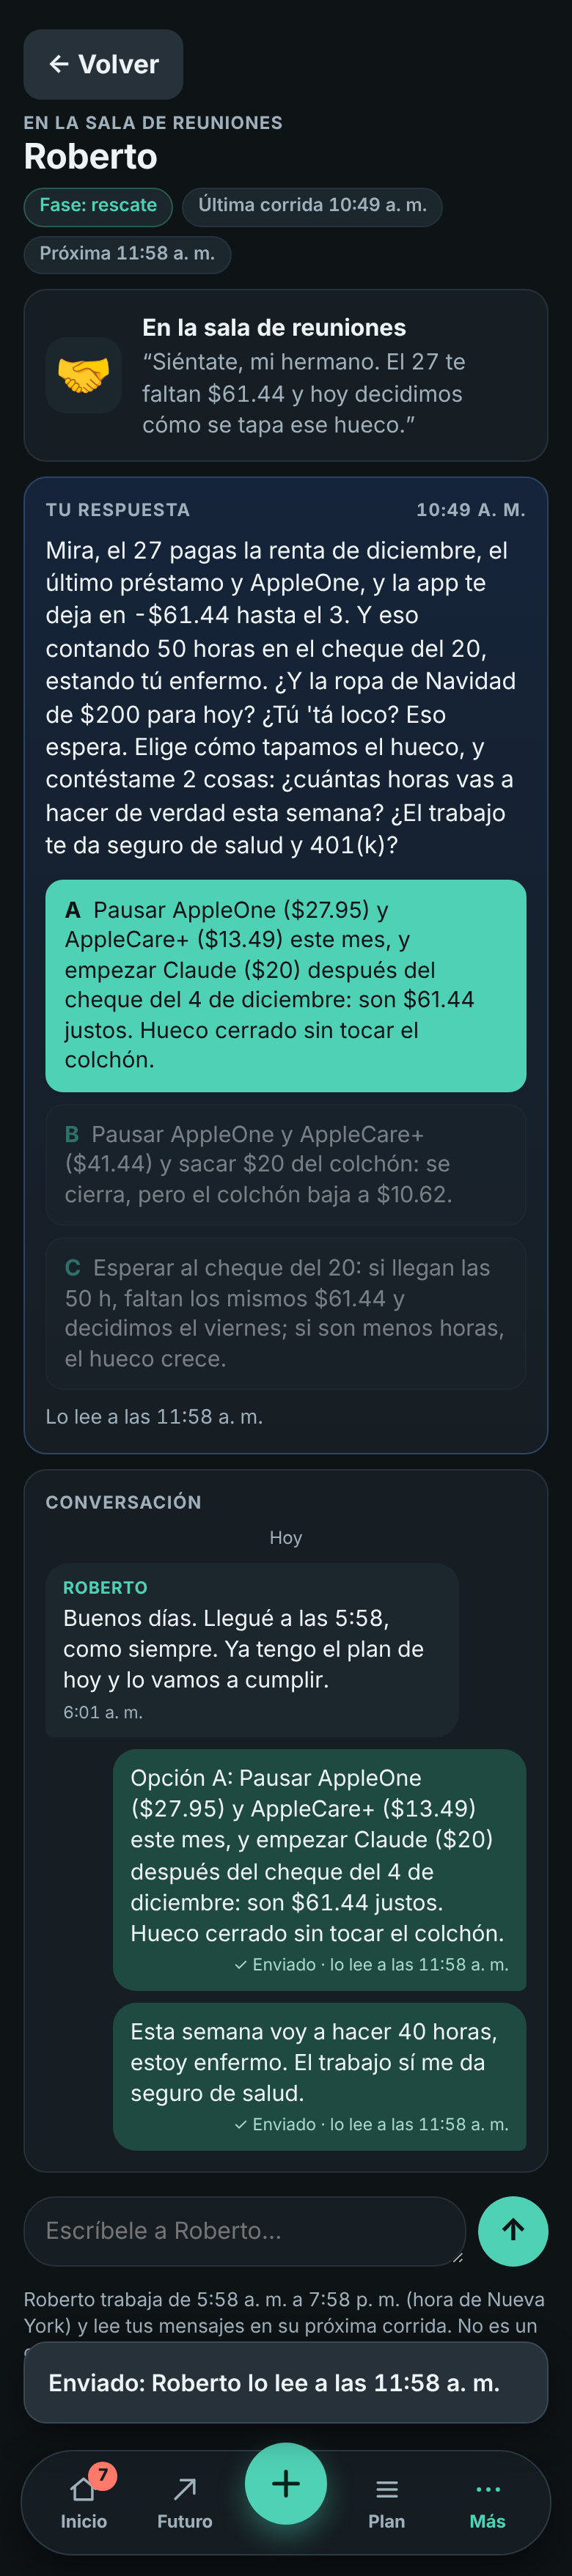 ← Volver
EN LA SALA DE REUNIONES
Roberto
Fase: rescate
Última corrida 10:49 a. m.
Próxima 11:58 a. m.
En la sala de reuniones
“Siéntate, mi hermano. El 27 te
faltan $61.44 y hoy decidimos
cómo se tapa ese hueco.”
TU RESPUESTA
10:49 A. M.
Mira, el 27 pagas la renta de diciembre, el
último préstamo y AppleOne, y la app te
deja en -$61.44 hasta el 3. Y eso
contando 50 horas en el cheque del 20,
estando tú enfermo. ¿Y la ropa de Navidad
de $200 para hoy? ¿Tú 'tá loco? Eso
espera. Elige cómo tapamos el hueco, y
contéstame 2 cosas: ¿cuántas horas vas a
hacer de verdad esta semana? ¿El trabajo
te da seguro de salud y 401(k)?
A Pausar AppleOne ($27.95) y
AppleCare+ ($13.49) este mes, y
empezar Claude ($20) después del
cheque del 4 de diciembre: son $61.44
justos. Hueco cerrado sin tocar el
colchón.
B Pausar AppleOne y AppleCare+
($41.44) y sacar $20 del colchón: se
cierra, pero el colchón baja a $10.62.
C Esperar al cheque del 20: si llegan las
50 h, faltan los mismos $61.44 y
decidimos el viernes; si son menos horas,
el hueco crece.
Lo lee a las 11:58 a. m.
CONVERSACIÓN
Hoy
ROBERTO
Buenos días. Llegué a las 5:58,
como siempre. Ya tengo el plan de
hoy y lo vamos a cumplir.
6:01 a. m.
Opción A: Pausar AppleOne
($27.95) y AppleCare+ ($13.49)
este mes, y empezar Claude ($20)
después del cheque del 4 de
diciembre: son $61.44 justos.
Hueco cerrado sin tocar el colchón.
✓ Enviado · lo lee a las 11:58 a. m.
Esta semana voy a hacer 40 horas,
estoy enfermo. El trabajo sí me da
seguro de salud.
✓ Enviado · lo lee a las 11:58 a. m.
Escríbele a Roberto...
Roberto trabaja de 5:58 a. m. a 7:58 p. m. (hora de Nueva
York) y lee tus mensajes en su próxima corrida. No es un
Enviado: Roberto lo lee a las 11:58 a. m.
7
Inicio
Futuro
Plan
Más